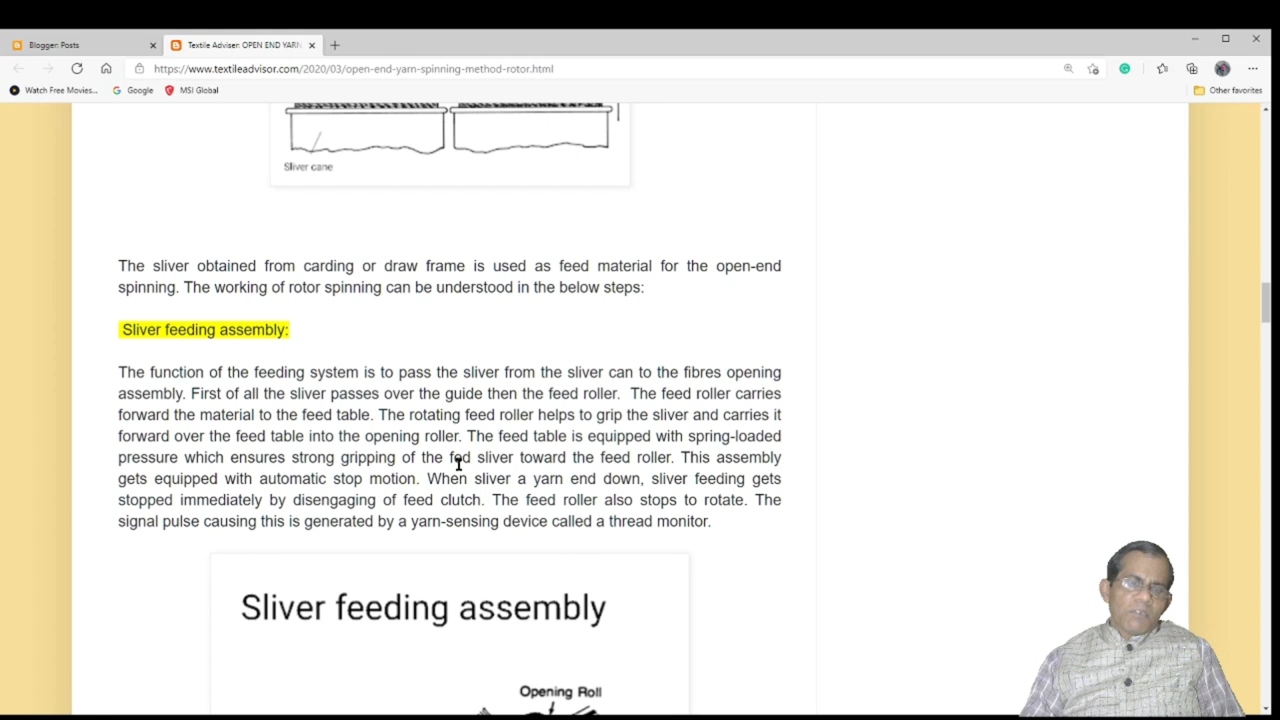 Blogger: Posts
Textile Adviser: OPEN END YARN
https://www.textileadvisor.com/2020/03/open-end-yarn-spinning-method-rotor.html
Watch Free Movies...
Google
MSI Global
Other favorites
Sliver cane
The sliver obtained from carding or draw frame is used as feed material for the open-end
spinning. The working of rotor spinning can be understood in the below steps:
Sliver feeding assembly:
The function of the feeding system is to pass the sliver from the sliver can to the fibres opening
assembly. First of all the sliver passes over the guide then the feed roller. The feed roller carries
forward the material to the feed table. The rotating feed roller helps to grip the sliver and carries it
forward over the feed table into the opening roller. The feed table is equipped with spring-loaded
pressure which ensures strong gripping of the fed sliver toward the feed roller. This assembly
gets equipped with automatic stop motion. When sliver a yarn end down, sliver feeding gets
stopped immediately by disengaging of feed clutch. The feed roller also stops to rotate. The
signal pulse causing this is generated by a yarn-sensing device called a thread monitor.
Sliver feeding assembly
Opening Roll